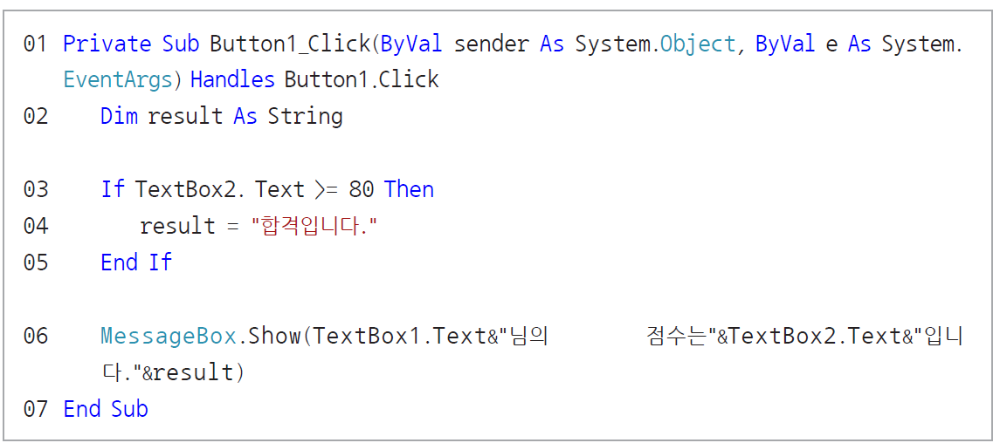 01 Private Sub Button1_Click(ByVal sender As System.Object, ByVal e As System.
EventArgs) Handles Button1.Click
02 Dim result As String
03 If TextBox2. Text >= 80 Then
04 result = "합격입니다."
05 End If
06 MessageBox.Show(TextBox1.Text&"님의 점수는"&TextBox2.Text&"입니
다."&result)
07 End Sub